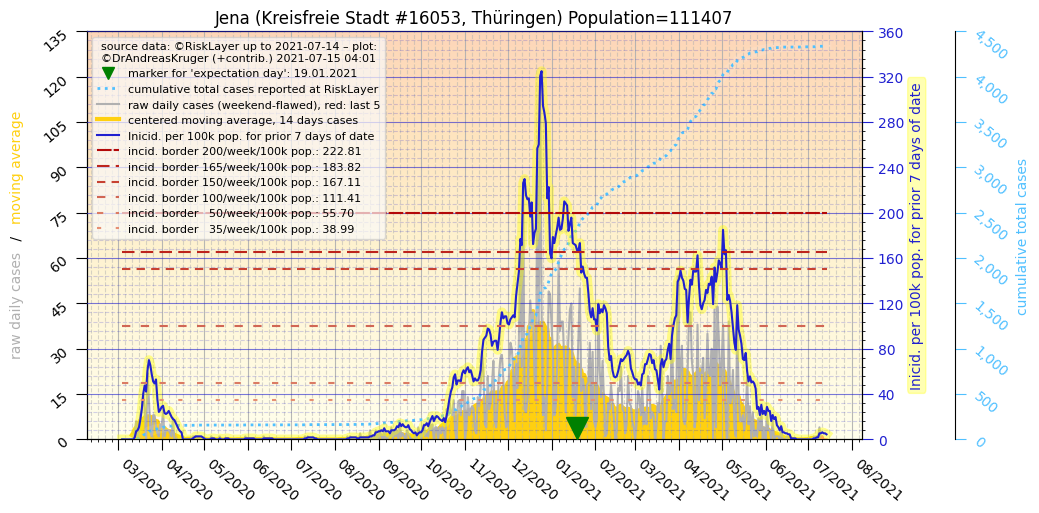 Jena (Kreisfreie Stadt #16053, Thüringen) Population=111407
source data: ©RiskLayer up to 2021-07-14 – plot:
©DrAndreasKruger (+contrib.) 2021-07-15 04:01
marker for 'expectation day': 19.01.2021
cumulative total cases reported at RiskLayer
raw daily cases (weekend-flawed), red: last 5
centered moving average, 14 days cases
Inicid. per 100k pop. for prior 7 days of date
incid. border 200/week/100k pop.: 222.81
incid. border 165/week/100k pop.: 183.82
incid. border 150/week/100k pop.: 167.11
incid. border 100/week/100k pop.: 111.41
incid. border 50/week/100k pop.: 55.70
incid. border 35/week/100k pop.: 38.99
raw daily cases / moving average
135
120
105
90
75
60
45
30
15
0
360
320
280
240
200
160
120
80
40
0
Inicid. per 100k pop. for prior 7 days of date
4,500
4,000
3,500
3,000
2,500
2,000
1,500
1,000
500
0
cumulative total cases
03/2020
04/2020
05/2020
06/2020
07/2020
08/2020
09/2020
10/2020
11/2020
12/2020
01/2021
02/2021
03/2021
04/2021
05/2021
06/2021
07/2021
08/2021